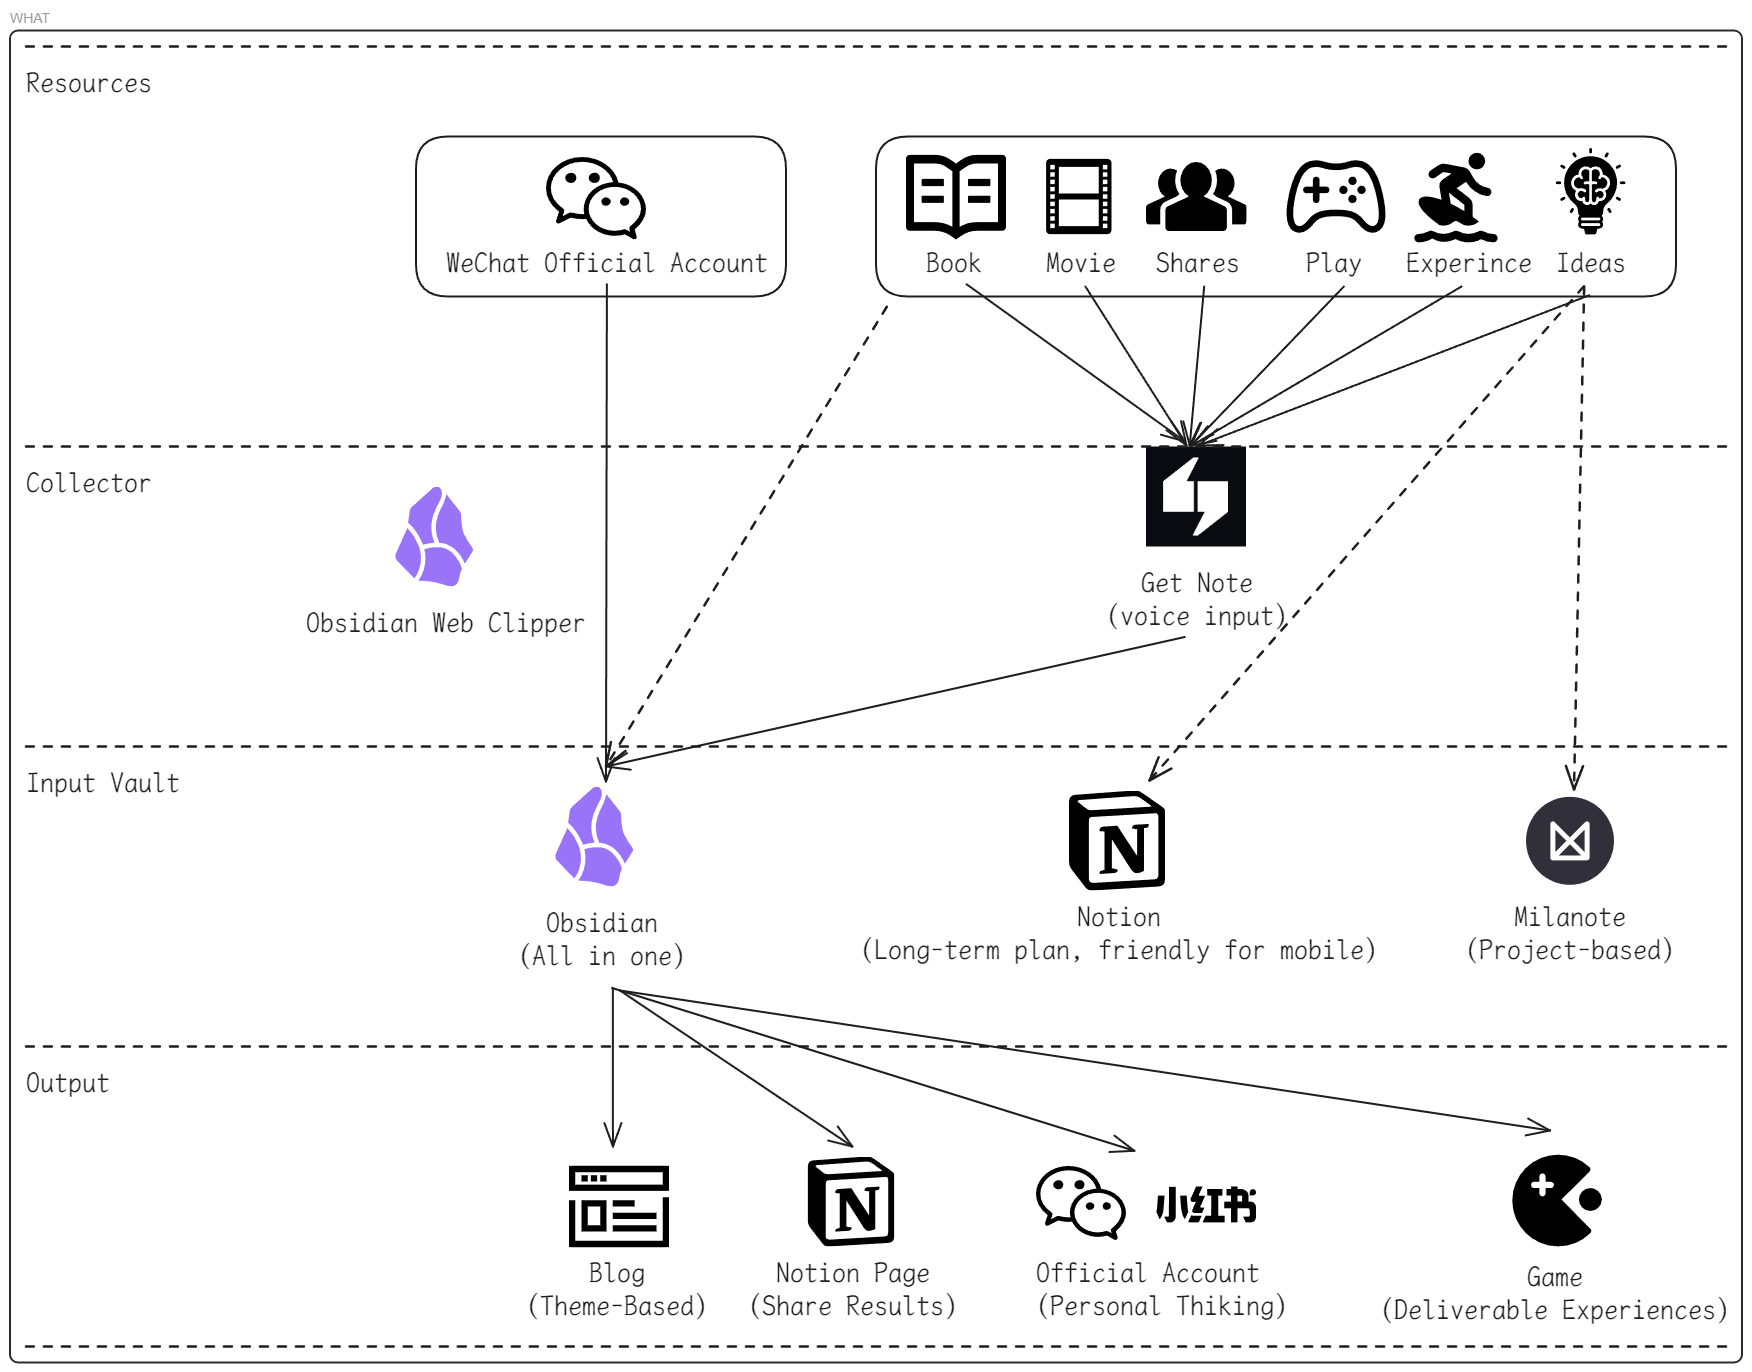 WHAT
Resources
WeChat Official Account
Book
Movie
Shares
Play
Experince
Ideas
Collector
Obsidian Web Clipper
Get Note
(voice input)
Input Vault
N
Obsidian
(All in one)
Notion
(Long-term plan, friendly for mobile)
Milanote
(Project-based)
Output
N
小红书
Blog
(Theme-Based)
Notion Page
(Share Results)
Official Account
(Personal Thiking)
Game
(Deliverable Experiences)